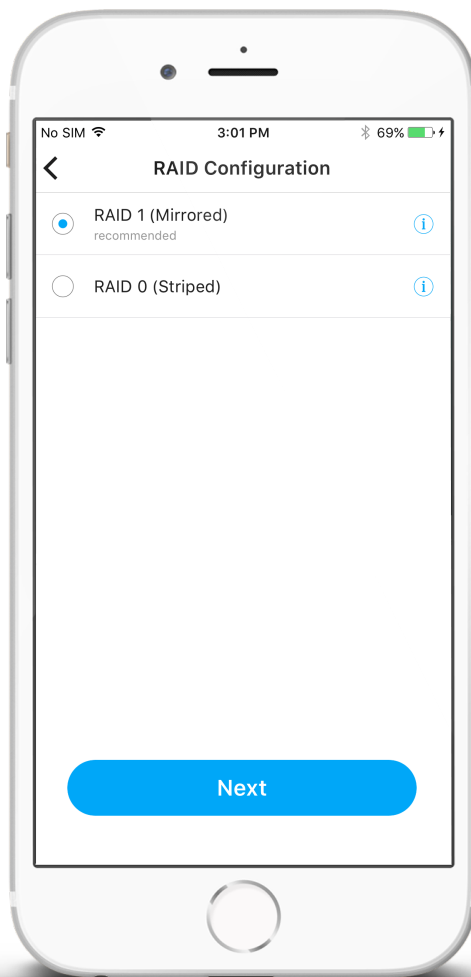 No SIM 3:01 PM 69%
RAID Configuration
RAID 1 (Mirrored)
recommended
RAID 0 (Striped)
Next